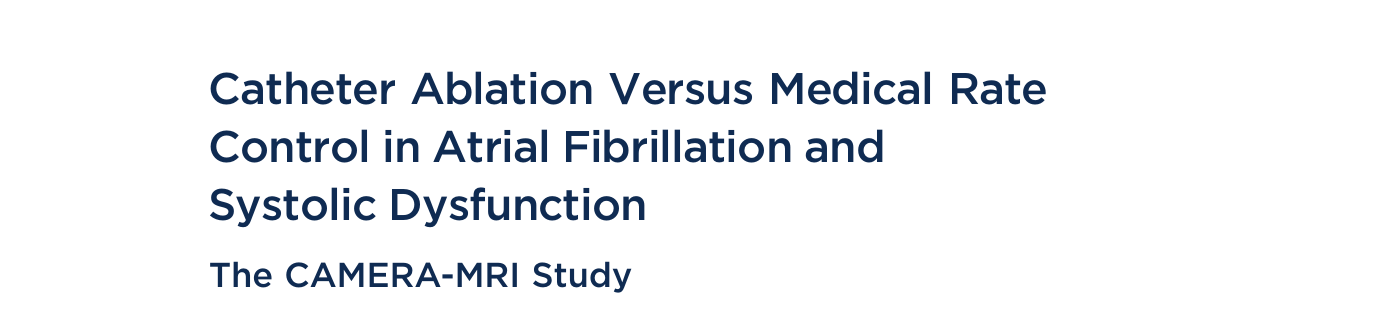 Catheter Ablation Versus Medical Rate
Control in Atrial Fibrillation and
Systolic Dysfunction
The CAMERA-MRI Study